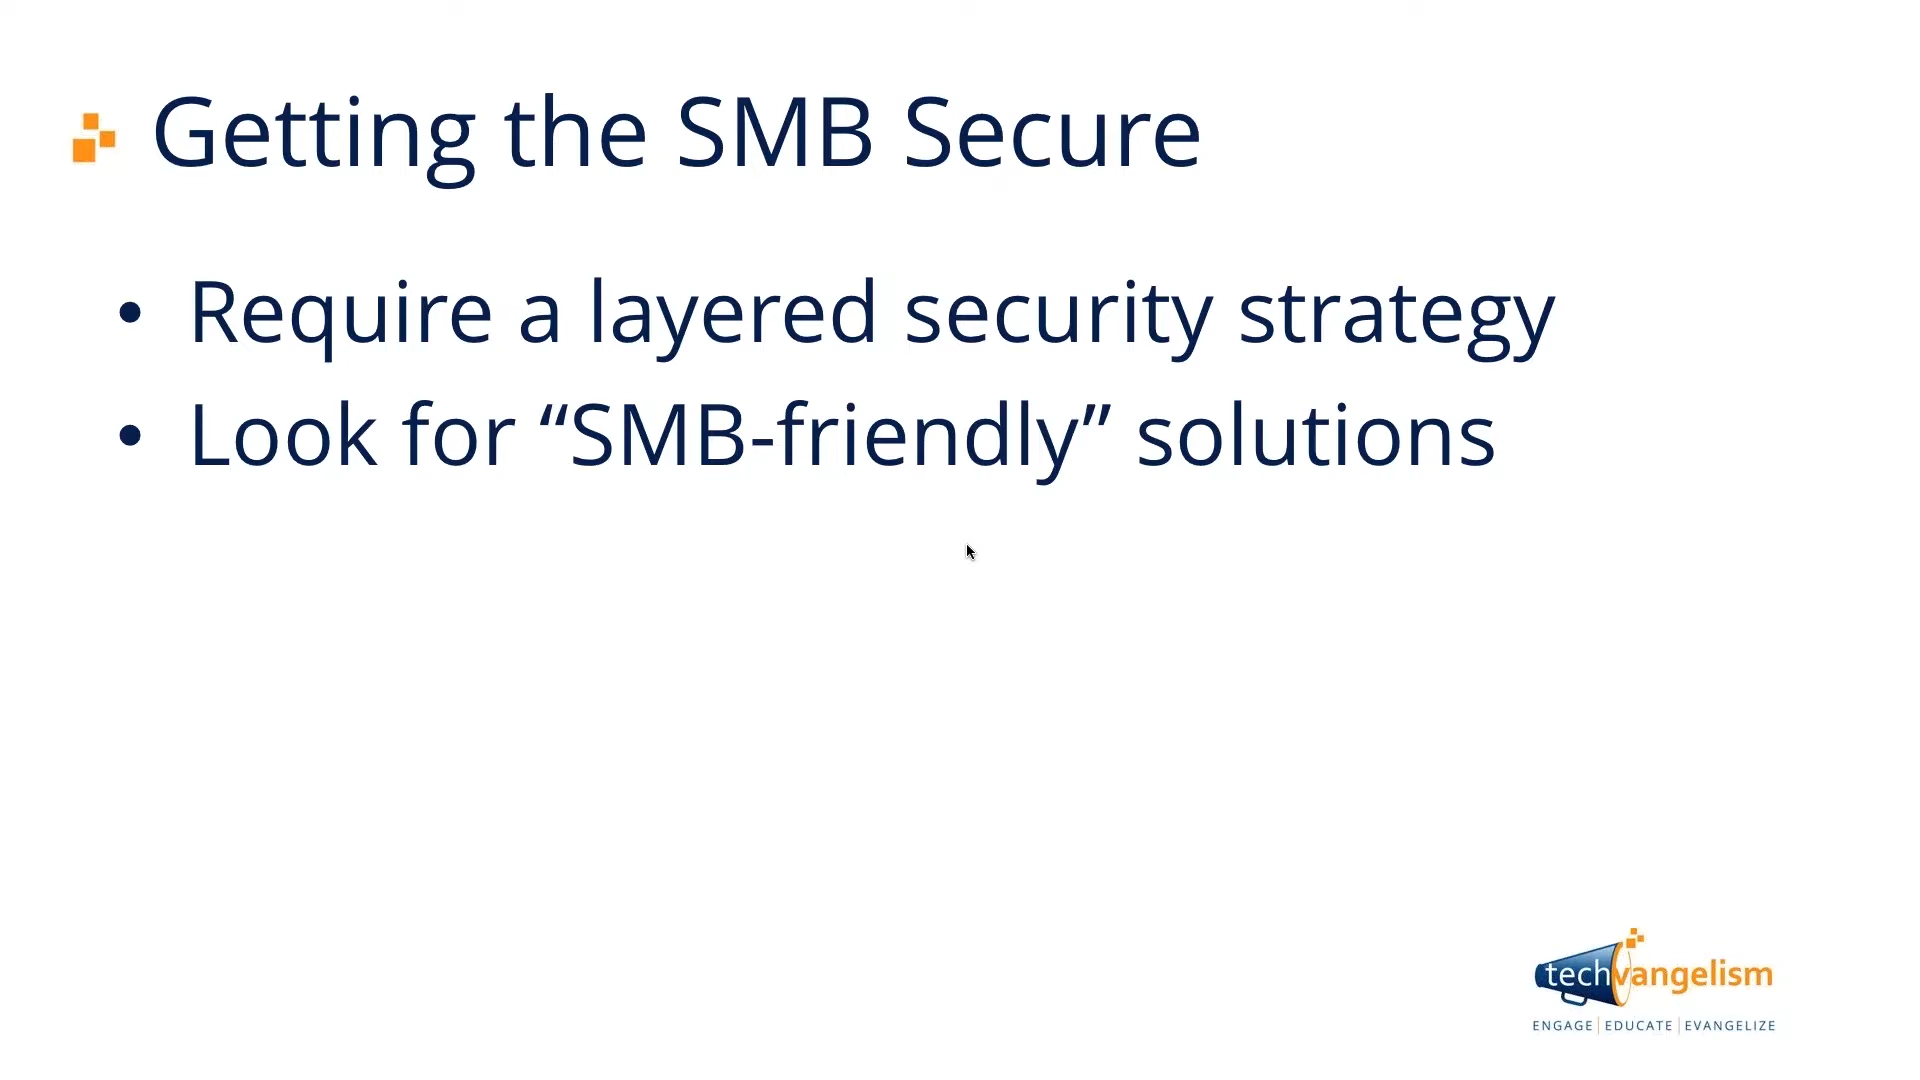 Getting the SMB Secure
• Require a layered security strategy
• Look for “SMB-friendly” solutions
techvangelism
ENGAGE | EDUCATE | EVANGELIZE